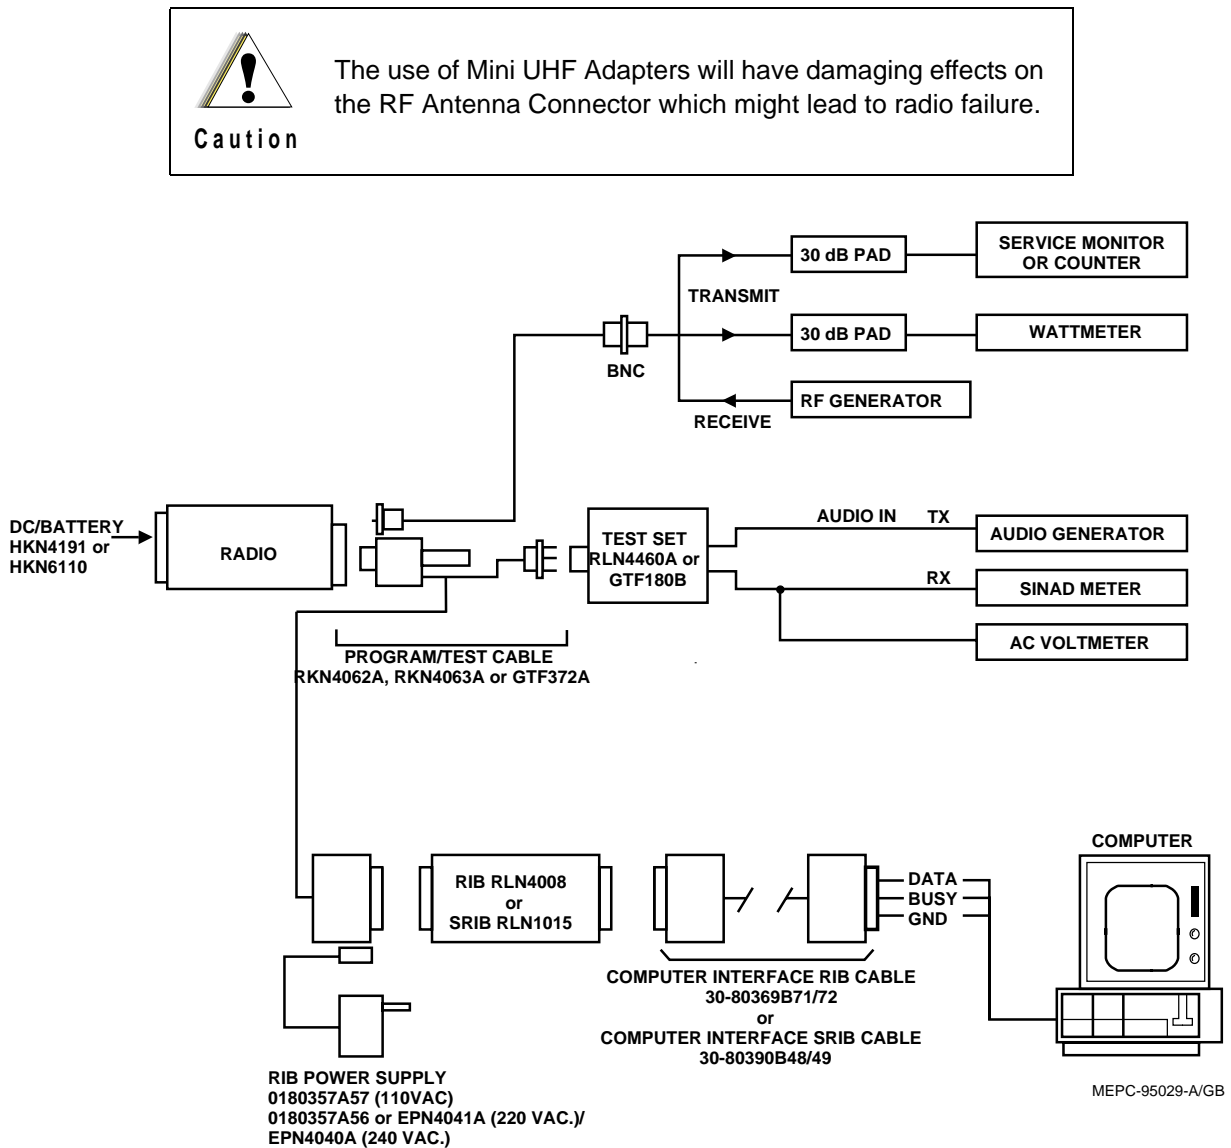 The use of Mini UHF Adapters will have damaging effects on
the RF Antenna Connector which might lead to radio failure.
Caution
SERVICE MONITOR
OR COUNTER
30 dB PAD
TRANSMIT
30 dB PAD
WATTMETER
BNC
RF GENERATOR
RECEIVE
DC/BATTERY
HKN4191 or
HKN6110
RADIO
TEST SET
RLN4460A or
GTF180B
AUDIO IN TX
AUDIO GENERATOR
RX
SINAD METER
AC VOLTMETER
PROGRAM/TEST CABLE
RKN4062A, RKN4063A or GTF372A
COMPUTER
RIB RLN4008
or
SRIB RLN1015
DATA
BUSY
GND
COMPUTER INTERFACE RIB CABLE
30-80369B71/72
or
COMPUTER INTERFACE SRIB CABLE
30-80390B48/49
RIB POWER SUPPLY
0180357A57 (110VAC)
0180357A56 or EPN4041A (220 VAC.)/
EPN4040A (240 VAC.)
MEPC-95029-A/GB